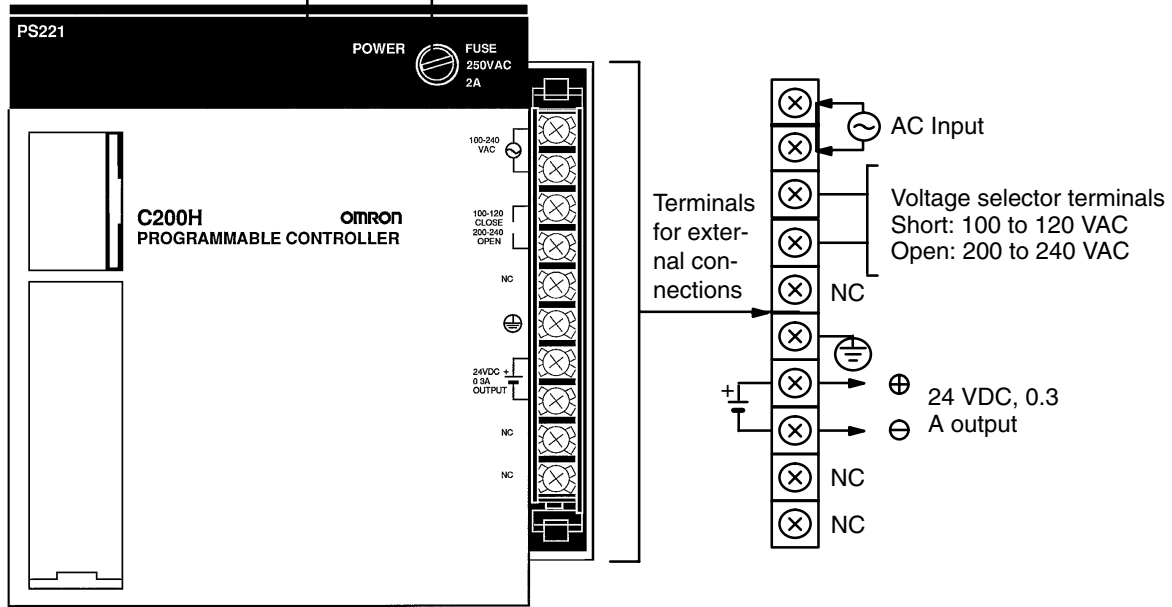 PS221
POWER
FUSE
250VAC
2A
100-240
VAC
C200H
OMRON
PROGRAMMABLE CONTROLLER
100-120
CLOSE
200-240
OPEN
NC
24VDC +
0 3A
OUTPUT
NC
NC
Terminals
for exter-
nal con-
nections
AC Input
Voltage selector terminals
Short: 100 to 120 VAC
Open: 200 to 240 VAC
NC
+
24 VDC, 0.3
A output
NC
NC